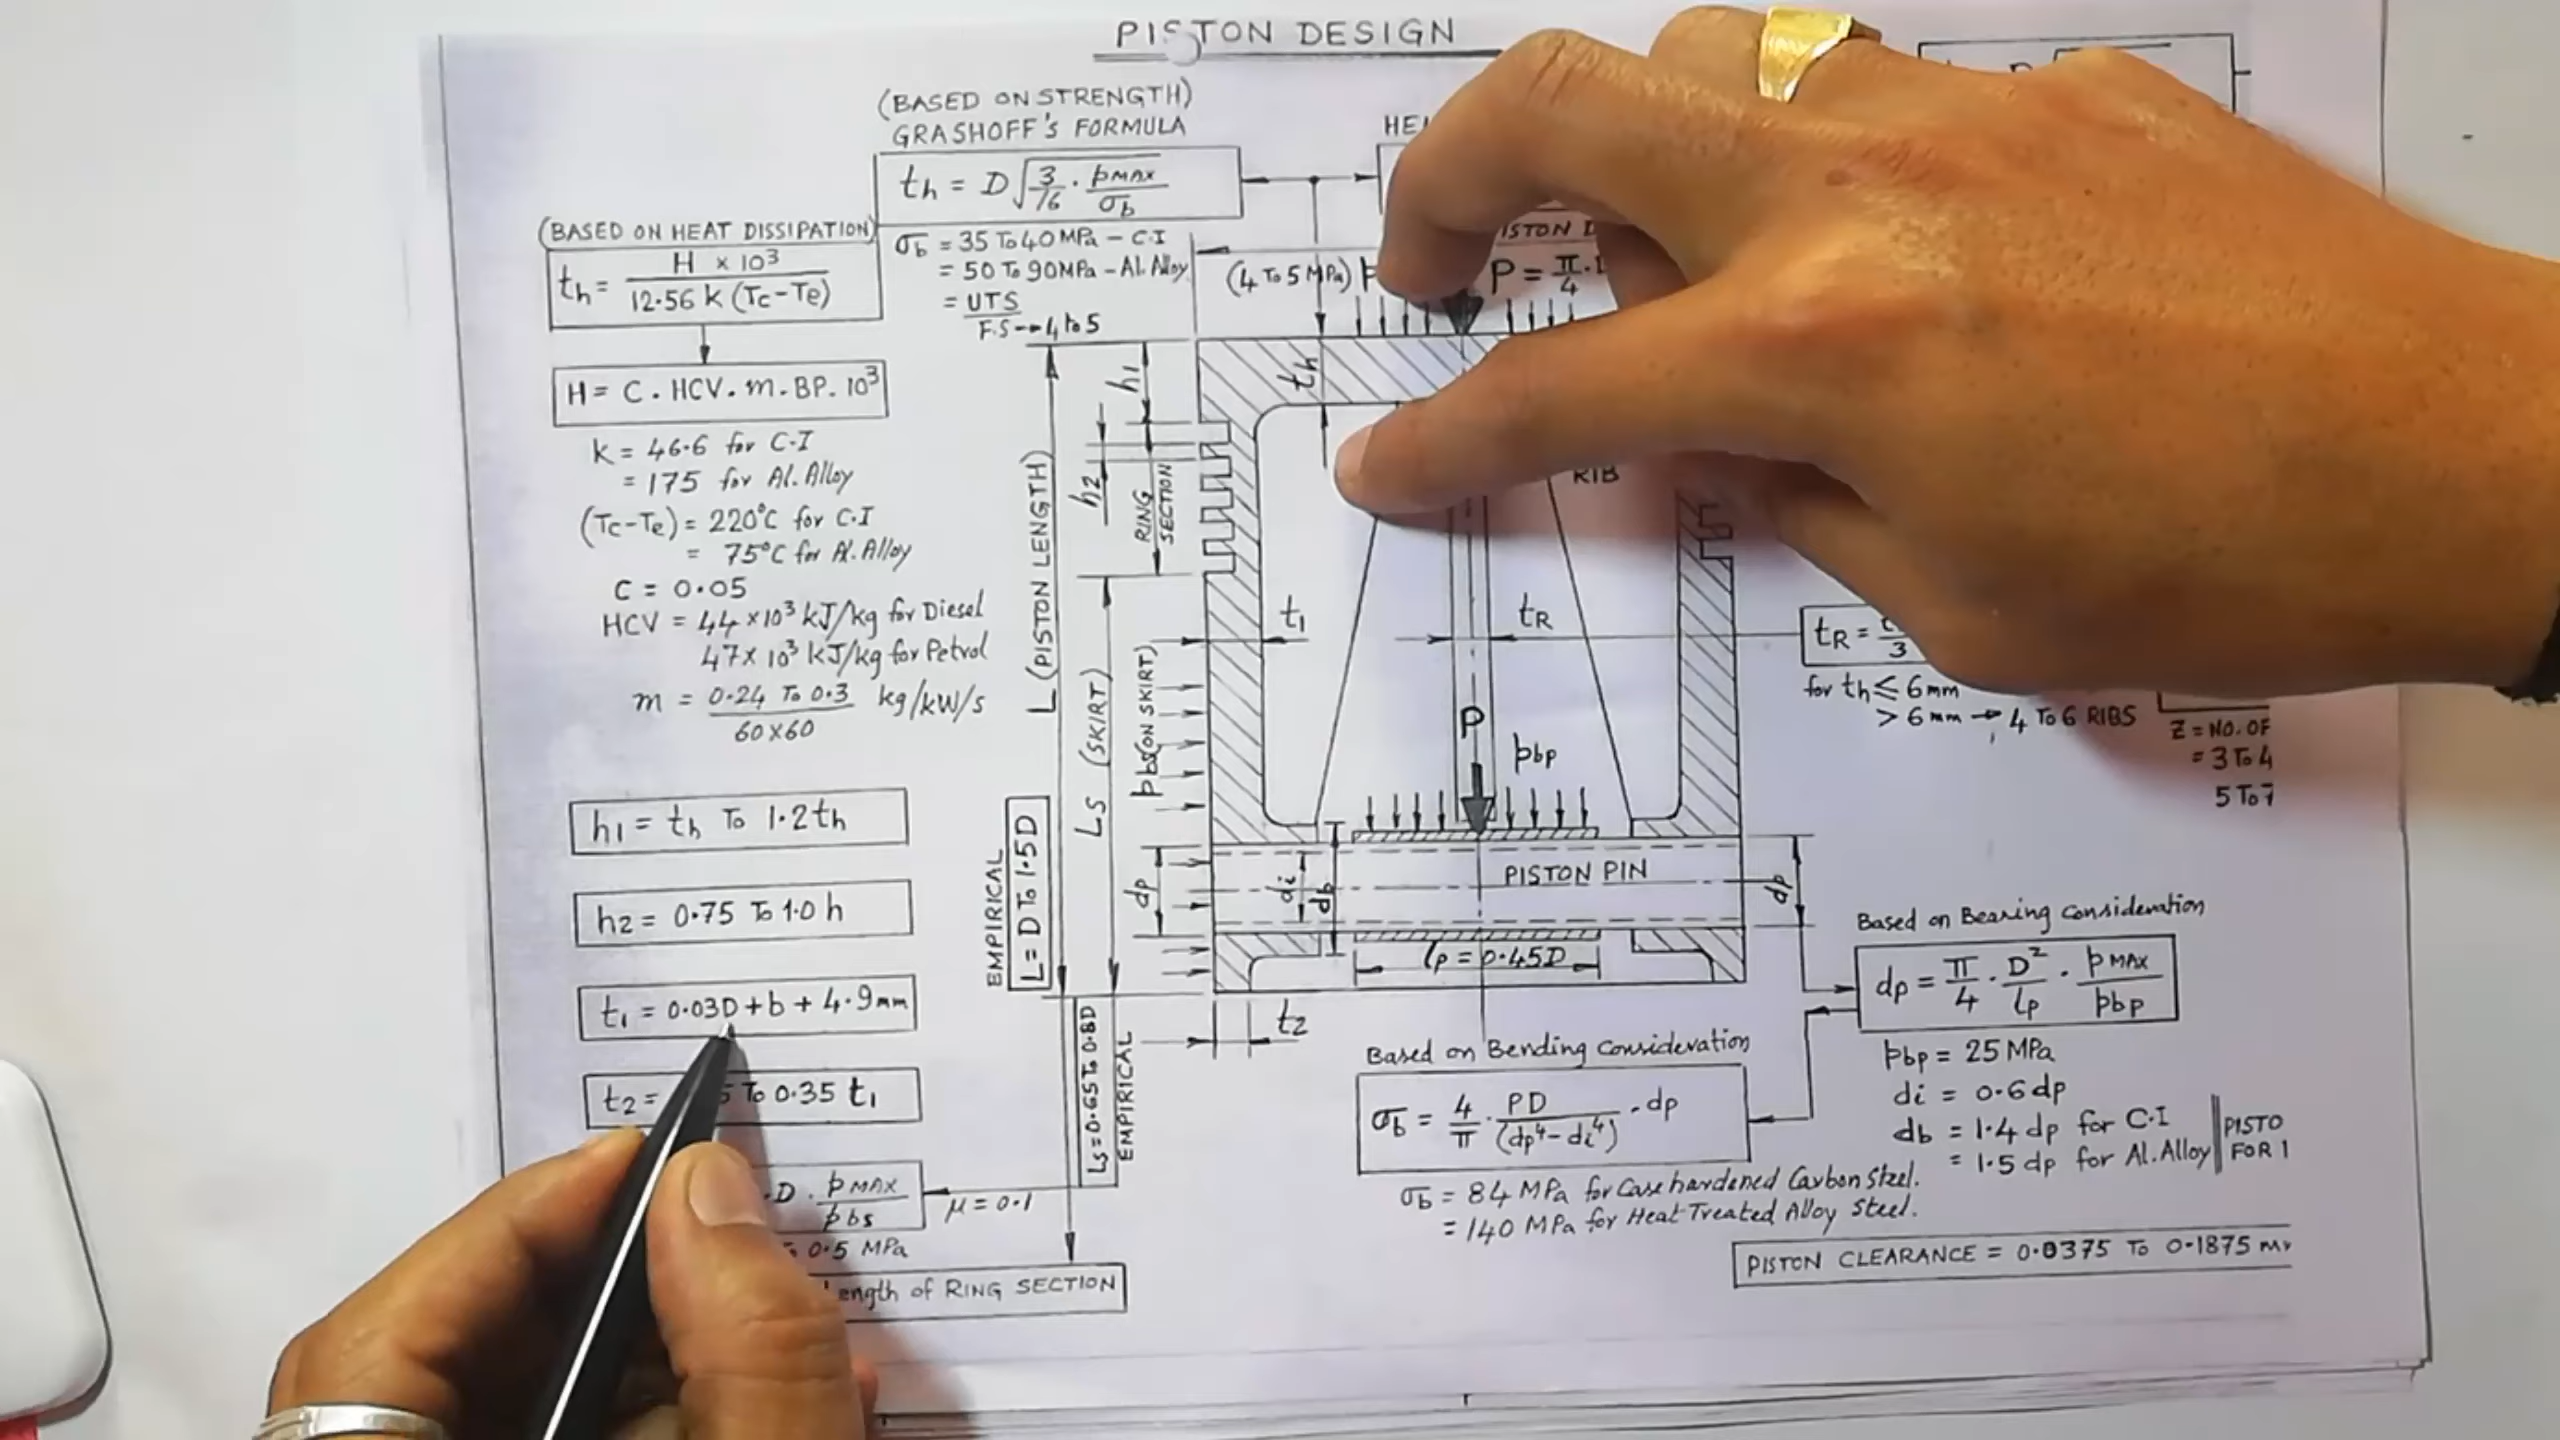 PISTON DESIGN
(BASED ON STRENGTH)
GRASHOFF'S FORMULA
th = D√(3/16 · pMAX/σb)
σb = 35 To 40 MPa - C.I
= 50 To 90MPa - Al. Alloy
= UTS / F.S → 4 to 5
(BASED ON HEAT DISSIPATION)
th = H × 10³ / 12.56 k (Tc-Te)
H = C . HCV . m . BP . 10³
k = 46.6 for C.I
= 175 for Al. Alloy
(Tc-Te) = 220°C for C.I
= 75°C for Al. Alloy
C = 0.05
HCV = 44 × 10³ kJ/kg for Diesel
47 × 10³ kJ/kg for Petrol
m = 0.24 To 0.3 / 60×60 kg/kW/s
h1 = th To 1.2th
h2 = 0.75 To 1.0 h
t1 = 0.03D + b + 4.9mm
t2 = To 0.35 t1
.D . pMAX / pbs
μ = 0.1
0.5 MPa
Length of RING SECTION
(4 To 5 MPa) p
P = π/4 .
h1
th
h2
RING SECTION
L (PISTON LENGTH)
LS (SKIRT)
pbs (ON SKIRT)
t1
tR
RIB
P
pbp
EMPIRICAL
L = D To 1.5D
dp
di
db
PISTON PIN
dp
lp = 0.45D
t2
LS = 0.65 To 0.8D
EMPIRICAL
tR = / 3
for th ≤ 6mm
> 6mm → 4 To 6 RIBS
Z = NO. OF
= 3 To 4
5 To 7
Based on Bearing Consideration
dp = π/4 . D²/lp . pMAX/pbp
pbp = 25 MPa
di = 0.6 dp
db = 1.4 dp for C.I
= 1.5 dp for Al. Alloy
PISTO
FOR 1
Based on Bending Consideration
σb = 4/π . PD/(dp⁴ - di⁴) . dp
σb = 84 MPa for Case hardened Carbon Steel.
= 140 MPa for Heat Treated Alloy Steel.
PISTON CLEARANCE = 0.0375 To 0.1875 m